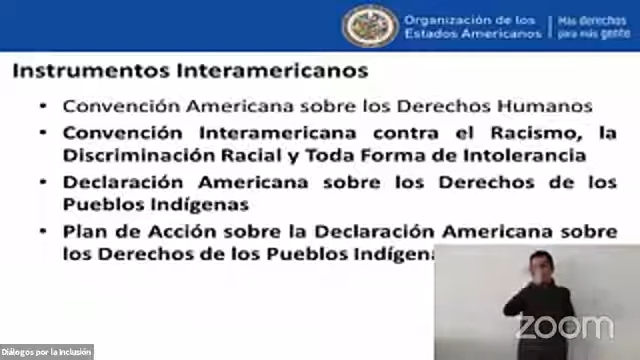 Organización de los
Estados Americanos
Más derechos
para más gente
Instrumentos Interamericanos
• Convención Americana sobre los Derechos Humanos
• Convención Interamericana contra el Racismo, la
Discriminación Racial y Toda Forma de Intolerancia
• Declaración Americana sobre los Derechos de los
Pueblos Indígenas
• Plan de Acción sobre la Declaración Americana sobre
los Derechos de los Pueblos Indígena
zoom
Diálogos por la Inclusión